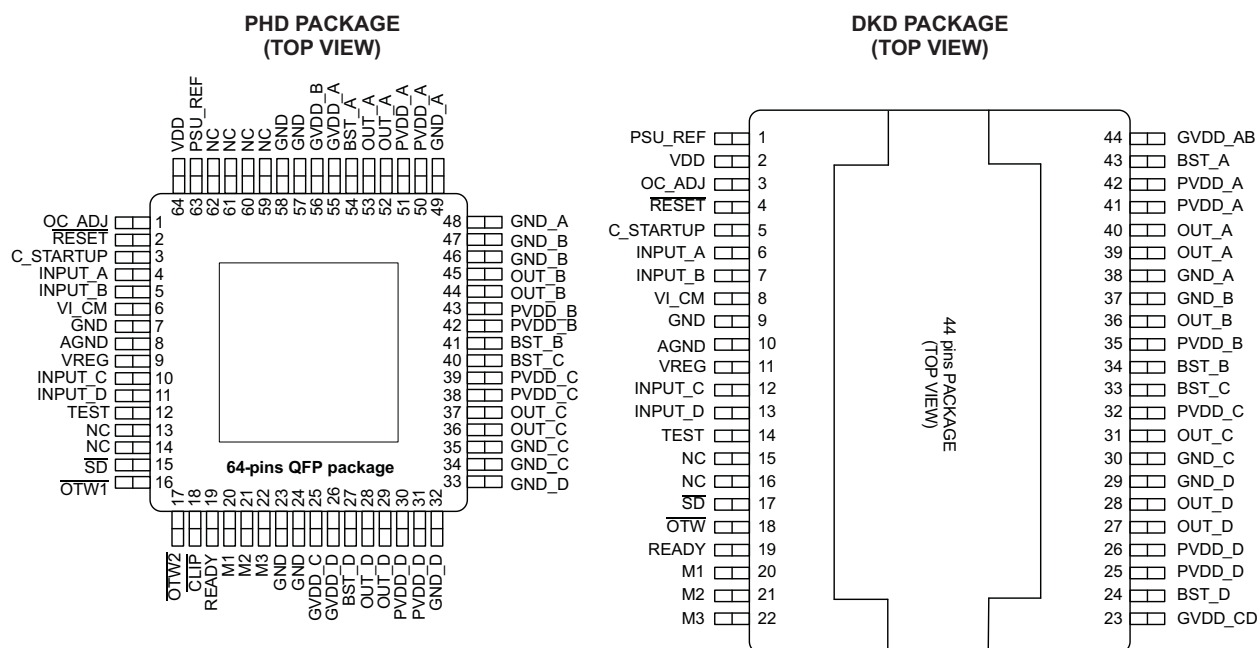 PHD PACKAGE
(TOP VIEW)
VDD
PSU_REF
NC
NC
NC
NC
GND
GND
GVDD_B
GVDD_A
BST_A
OUT_A
OUT_A
PVDD_A
PVDD_A
GND_A
64
63
62
61
60
59
58
57
56
55
54
53
52
51
50
49
OC_ADJ 1
RESET 2
C_STARTUP 3
INPUT_A 4
INPUT_B 5
VI_CM 6
GND 7
AGND 8
VREG 9
INPUT_C 10
INPUT_D 11
TEST 12
NC 13
NC 14
SD 15
OTW1 16
48 GND_A
47 GND_B
46 GND_B
45 OUT_B
44 OUT_B
43 PVDD_B
42 PVDD_B
41 BST_B
40 BST_C
39 PVDD_C
38 PVDD_C
37 OUT_C
36 OUT_C
35 GND_C
34 GND_C
33 GND_D
64-pins QFP package
17
18
19
20
21
22
23
24
25
26
27
28
29
30
31
32
OTW2
CLIP
READY
M1
M2
M3
GND
GND
GVDD_C
GVDD_D
BST_D
OUT_D
OUT_D
PVDD_D
PVDD_D
GND_D
DKD PACKAGE
(TOP VIEW)
PSU_REF 1
VDD 2
OC_ADJ 3
RESET 4
C_STARTUP 5
INPUT_A 6
INPUT_B 7
VI_CM 8
GND 9
AGND 10
VREG 11
INPUT_C 12
INPUT_D 13
TEST 14
NC 15
NC 16
SD 17
OTW 18
READY 19
M1 20
M2 21
M3 22
44 pins PACKAGE
(TOP VIEW)
44 GVDD_AB
43 BST_A
42 PVDD_A
41 PVDD_A
40 OUT_A
39 OUT_A
38 GND_A
37 GND_B
36 OUT_B
35 PVDD_B
34 BST_B
33 BST_C
32 PVDD_C
31 OUT_C
30 GND_C
29 GND_D
28 OUT_D
27 OUT_D
26 PVDD_D
25 PVDD_D
24 BST_D
23 GVDD_CD